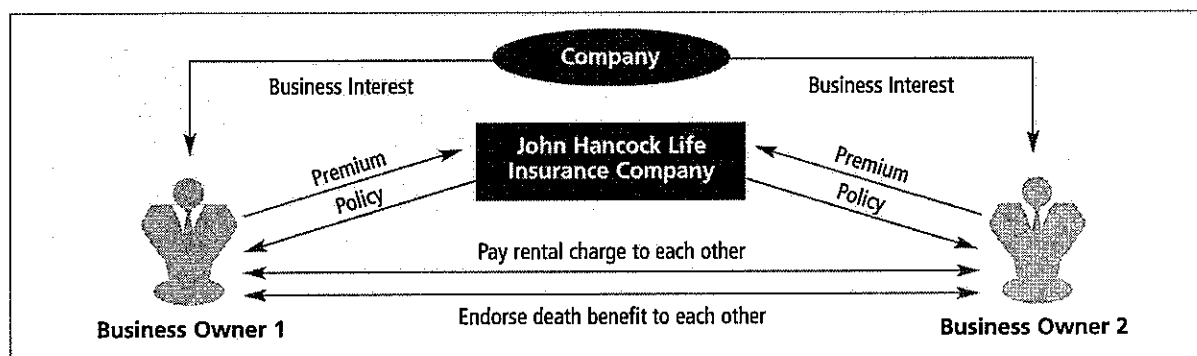 Company
Business Interest
Business Interest
John Hancock Life
Insurance Company
Premium
Policy
Premium
Policy
Pay rental charge to each other
Endorse death benefit to each other
Business Owner 1
Business Owner 2